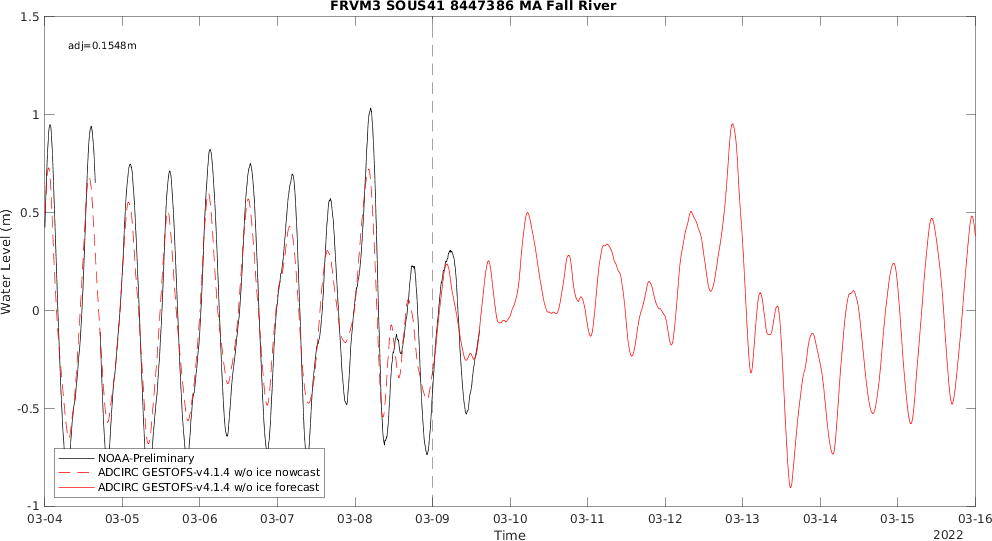 FRVM3 SOUS41 8447386 MA Fall River
adj=0.1548m
Water Level (m)
1.5
1
0.5
0
-0.5
-1
NOAA-Preliminary
ADCIRC GESTOFS-v4.1.4 w/o ice nowcast
ADCIRC GESTOFS-v4.1.4 w/o ice forecast
03-04 03-05 03-06 03-07 03-08 03-09 03-10 03-11 03-12 03-13 03-14 03-15 03-16
Time
2022